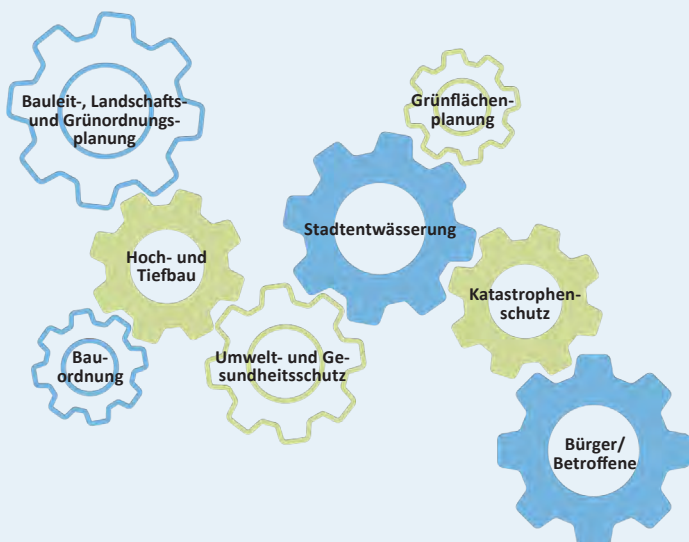 Bauleit-, Landschafts-
und Grünordnungs-
planung
Grünflächen-
planung
Stadtentwässerung
Hoch- und
Tiefbau
Katastrophen-
schutz
Bau-
ordnung
Umwelt- und Ge-
sundheitsschutz
Bürger/
Betroffene